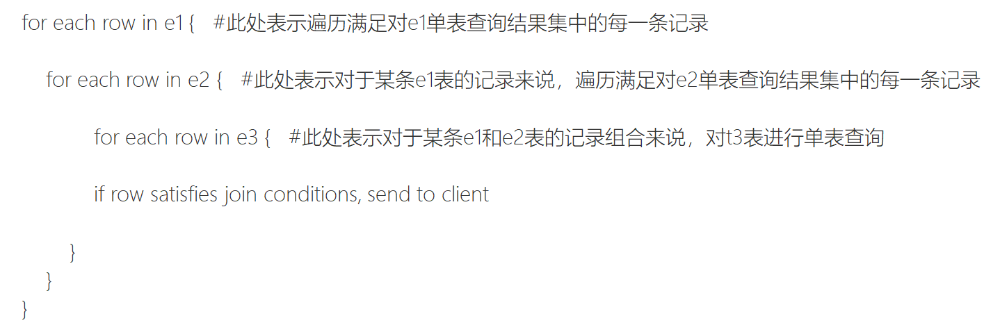 for each row in e1 {   #此处表示遍历满足对e1单表查询结果集中的每一条记录
for each row in e2 {   #此处表示对于某条e1表的记录来说，遍历满足对e2单表查询结果集中的每一条记录
for each row in e3 {   #此处表示对于某条e1和e2表的记录组合来说，对t3表进行单表查询
if row satisfies join conditions, send to client
}
}
}